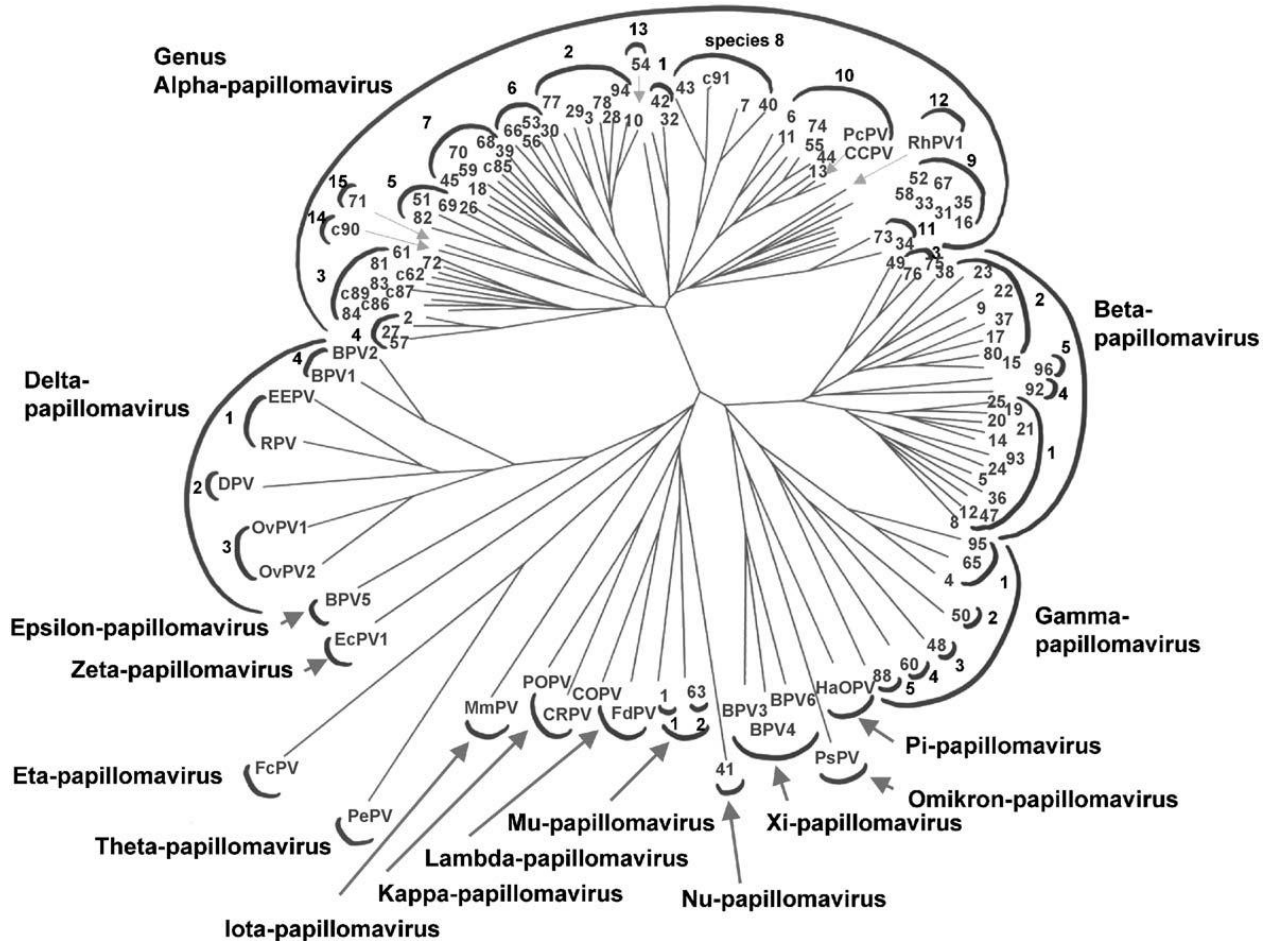 Genus
Alpha-papillomavirus
13
54
2
1
species 8
10
12
6
77
94
78
29
3
28
10
42
32
43
c91
7
40
6
11
74
55
44
13
PcPV
CCPV
RhPV1
9
52
67
58
33
31
35
16
7
66
53
56
30
68
39
70
c85
59
45
18
5
51
82
69
26
15
71
14
c90
11
73
34
3
61
81
72
c62
83
c89
c87
c86
84
4
2
27
57
3
49
76
75
38
23
22
2
9
37
17
80
15
5
96
92
4
Beta-
papillomavirus
25
19
20
21
14
93
1
24
5
36
12
47
8
Delta-
papillomavirus
4
BPV2
BPV1
1
EEPV
RPV
2
DPV
3
OvPV1
OvPV2
95
65
4
1
50
2
48
3
60
4
88
5
Gamma-
papillomavirus
Epsilon-papillomavirus
BPV5
Zeta-papillomavirus
EcPV1
Eta-papillomavirus
FcPV
Theta-papillomavirus
PePV
MmPV
POPV
CRPV
COPV
FdPV
1
63
1
2
41
BPV3
BPV4
BPV6
HaOPV
PsPV
Pi-papillomavirus
Omikron-papillomavirus
Mu-papillomavirus
Xi-papillomavirus
Lambda-papillomavirus
Kappa-papillomavirus
Nu-papillomavirus
Iota-papillomavirus